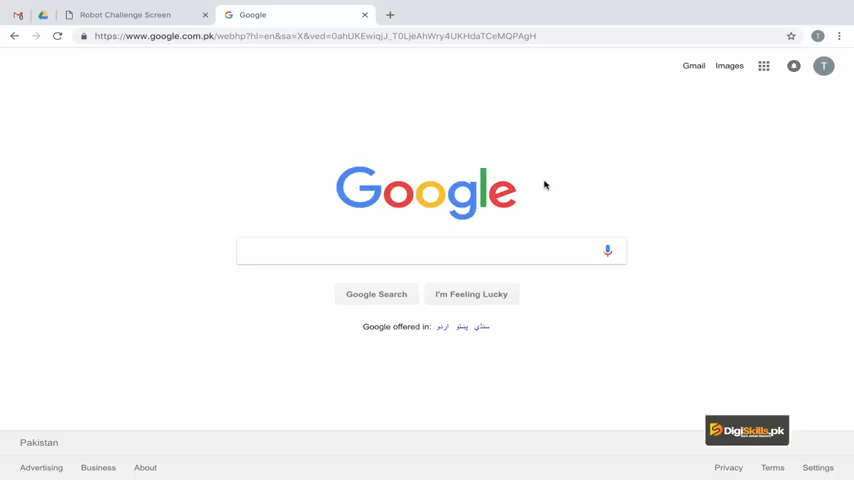 Robot Challenge Screen
Google
https://www.google.com.pk/webhp?hl=en&sa=X&ved=0ahUKEwiqjJ_T0LjeAhWry4UKHdaTCeMQPAgH
T
Gmail Images
T
Google
Google Search
I'm Feeling Lucky
Google offered in: اردو پښتو سنڌي
DigiSkills.pk
Pakistan
Advertising Business About
Privacy Terms Settings